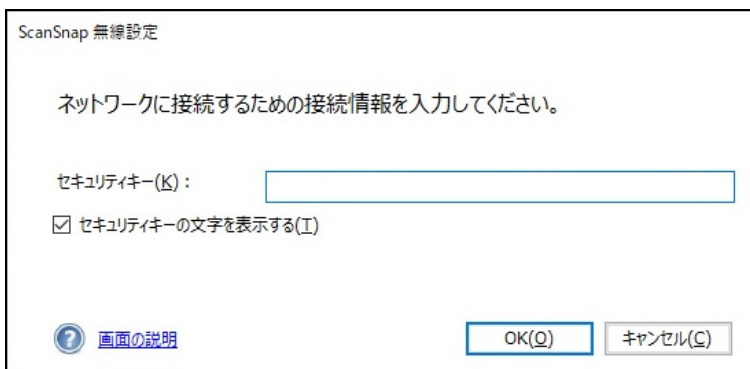 ScanSnap 無線設定
ネットワークに接続するための接続情報を入力してください。
セキュリティキー(K)：
セキュリティキーの文字を表示する(T)
? 画面の説明 OK(O) キャンセル(C)